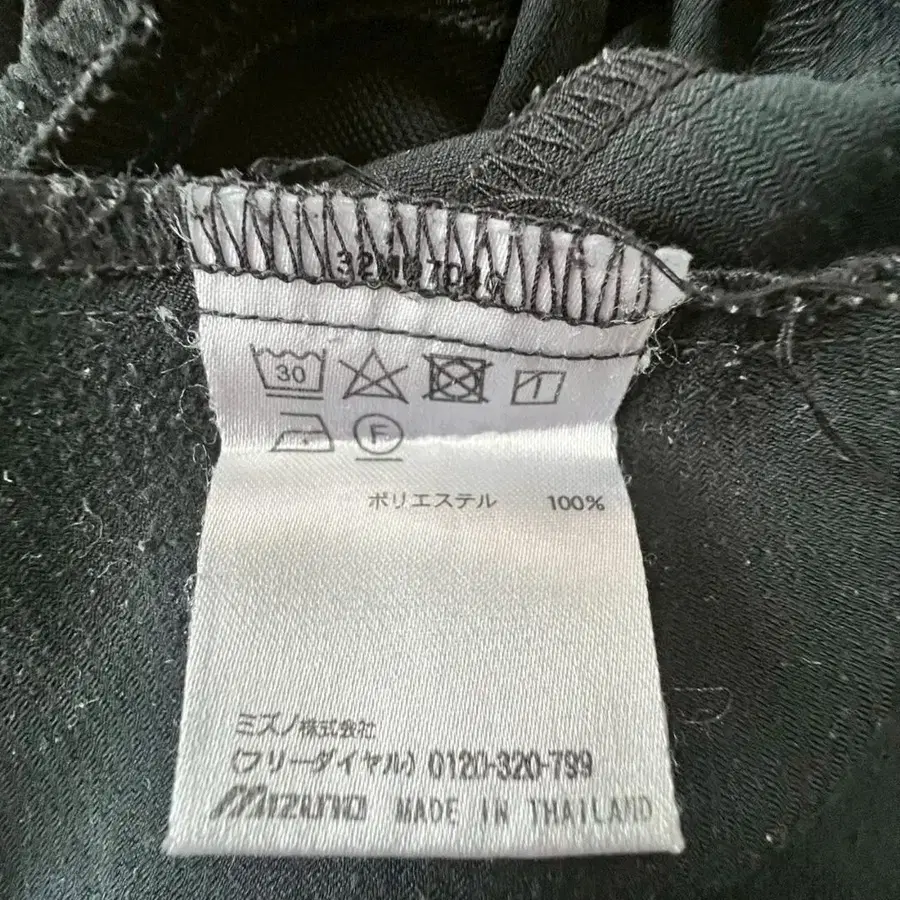 30
F
ポリエステル 100%
ミズノ株式会社
(フリーダイヤル) 0120-320-799
Mizuno MADE IN THAILAND